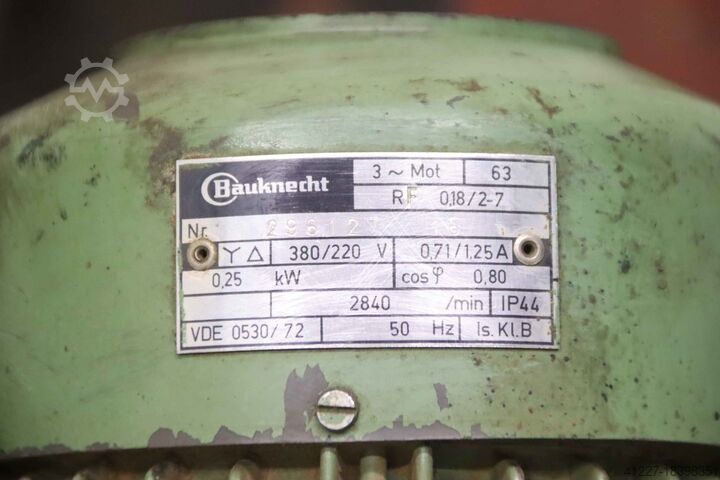 Bauknecht
3 ~ Mot 63
RF 0,18/2-7
Nr.
Y △ 380/220 V 0,71/1,25 A
0,25 kW cos φ 0,80
2840 /min IP44
VDE 0530/72 50 Hz Is. Kl. B